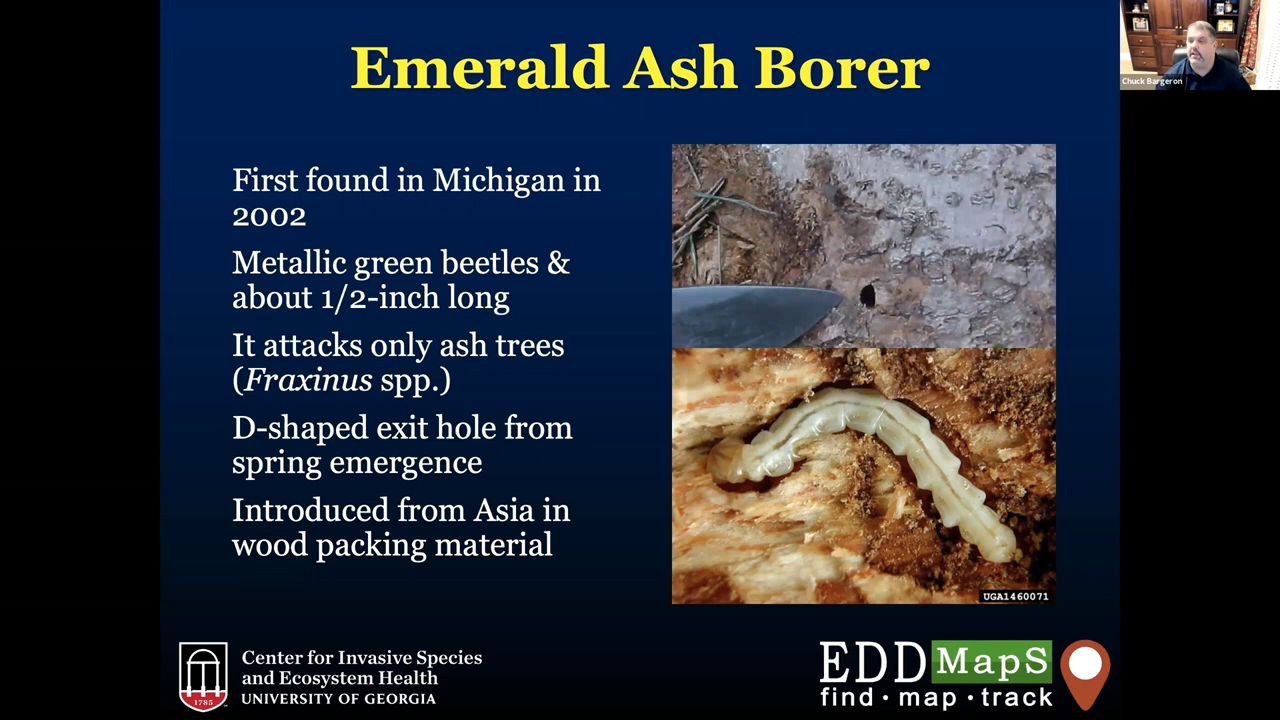 Emerald Ash Borer
Chuck Bargeron
First found in Michigan in
2002
Metallic green beetles &
about 1/2-inch long
It attacks only ash trees
(Fraxinus spp.)
D-shaped exit hole from
spring emergence
Introduced from Asia in
wood packing material
UGA1460071
1785
Center for Invasive Species
and Ecosystem Health
UNIVERSITY OF GEORGIA
EDDMapS
find · map · track